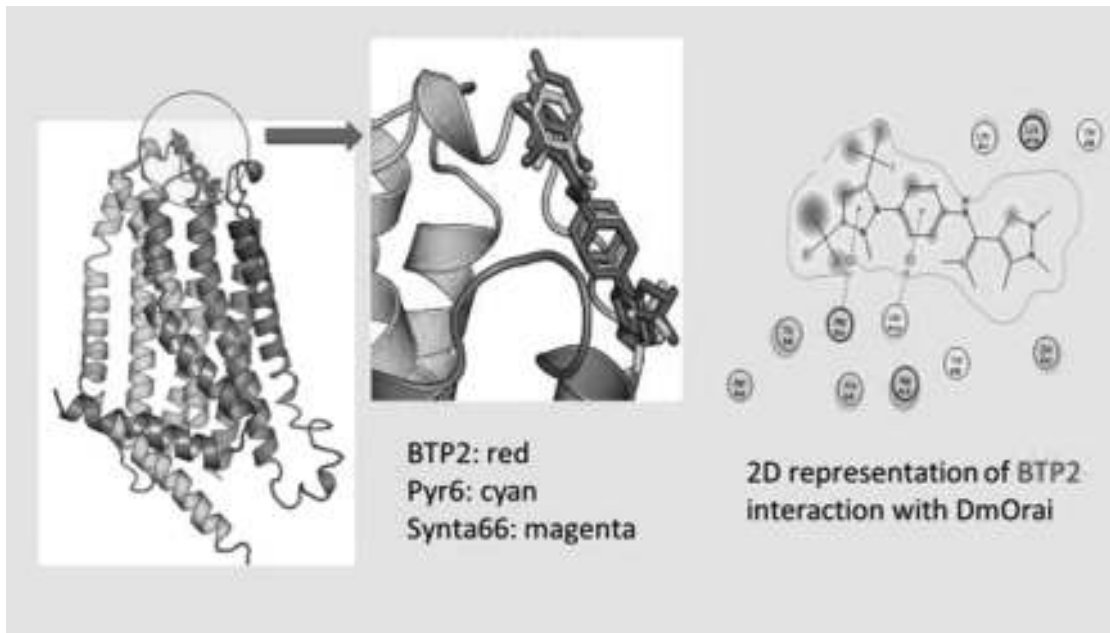 BTP2: red
Pyr6: cyan
Synta66: magenta
2D representation of BTP2
interaction with DmOrai